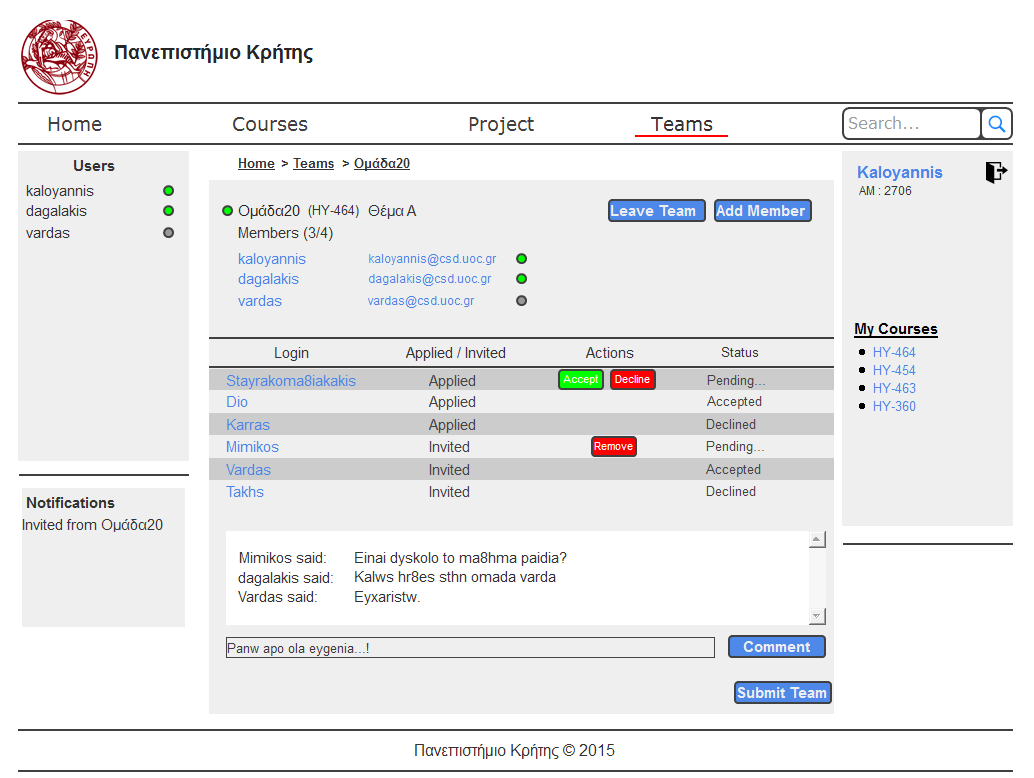 ΕΥΡΩΠΗ
Πανεπιστήμιο Κρήτης
Home Courses Project Teams Search...
Users
kaloyannis
dagalakis
vardas
Notifications
Invited from Ομάδα20
Home > Teams > Ομάδα20
Ομάδα20 (HY-464) Θέμα Α Leave Team Add Member
Members (3/4)
kaloyannis kaloyannis@csd.uoc.gr
dagalakis dagalakis@csd.uoc.gr
vardas vardas@csd.uoc.gr
Login Applied / Invited Actions Status
Stayrakoma8iakakis Applied Accept Decline Pending...
Dio Applied Accepted
Karras Applied Declined
Mimikos Invited Remove Pending...
Vardas Invited Accepted
Takhs Invited Declined
Mimikos said: Einai dyskolo to ma8hma paidia?
dagalakis said: Kalws hr8es sthn omada varda
Vardas said: Eyxaristw.
Panw apo ola eygenia...! Comment
Submit Team
Kaloyannis
AM : 2706
My Courses
HY-464
HY-454
HY-463
HY-360
Πανεπιστήμιο Κρήτης © 2015